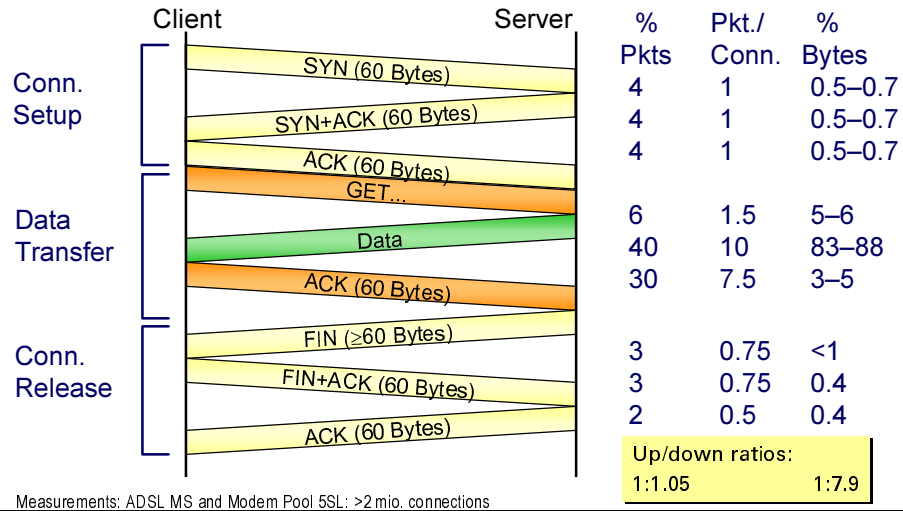 Client Server % Pkt./ %
Pkts Conn. Bytes
Conn.
Setup
SYN (60 Bytes) 4 1 0.5–0.7
SYN+ACK (60 Bytes) 4 1 0.5–0.7
ACK (60 Bytes) 4 1 0.5–0.7
Data
Transfer
GET... 6 1.5 5–6
Data 40 10 83–88
ACK (60 Bytes) 30 7.5 3–5
Conn.
Release
FIN (≥60 Bytes) 3 0.75 <1
FIN+ACK (60 Bytes) 3 0.75 0.4
ACK (60 Bytes) 2 0.5 0.4
Up/down ratios:
1:1.05 1:7.9
Measurements: ADSL MS and Modem Pool 5SL: >2 mio. connections